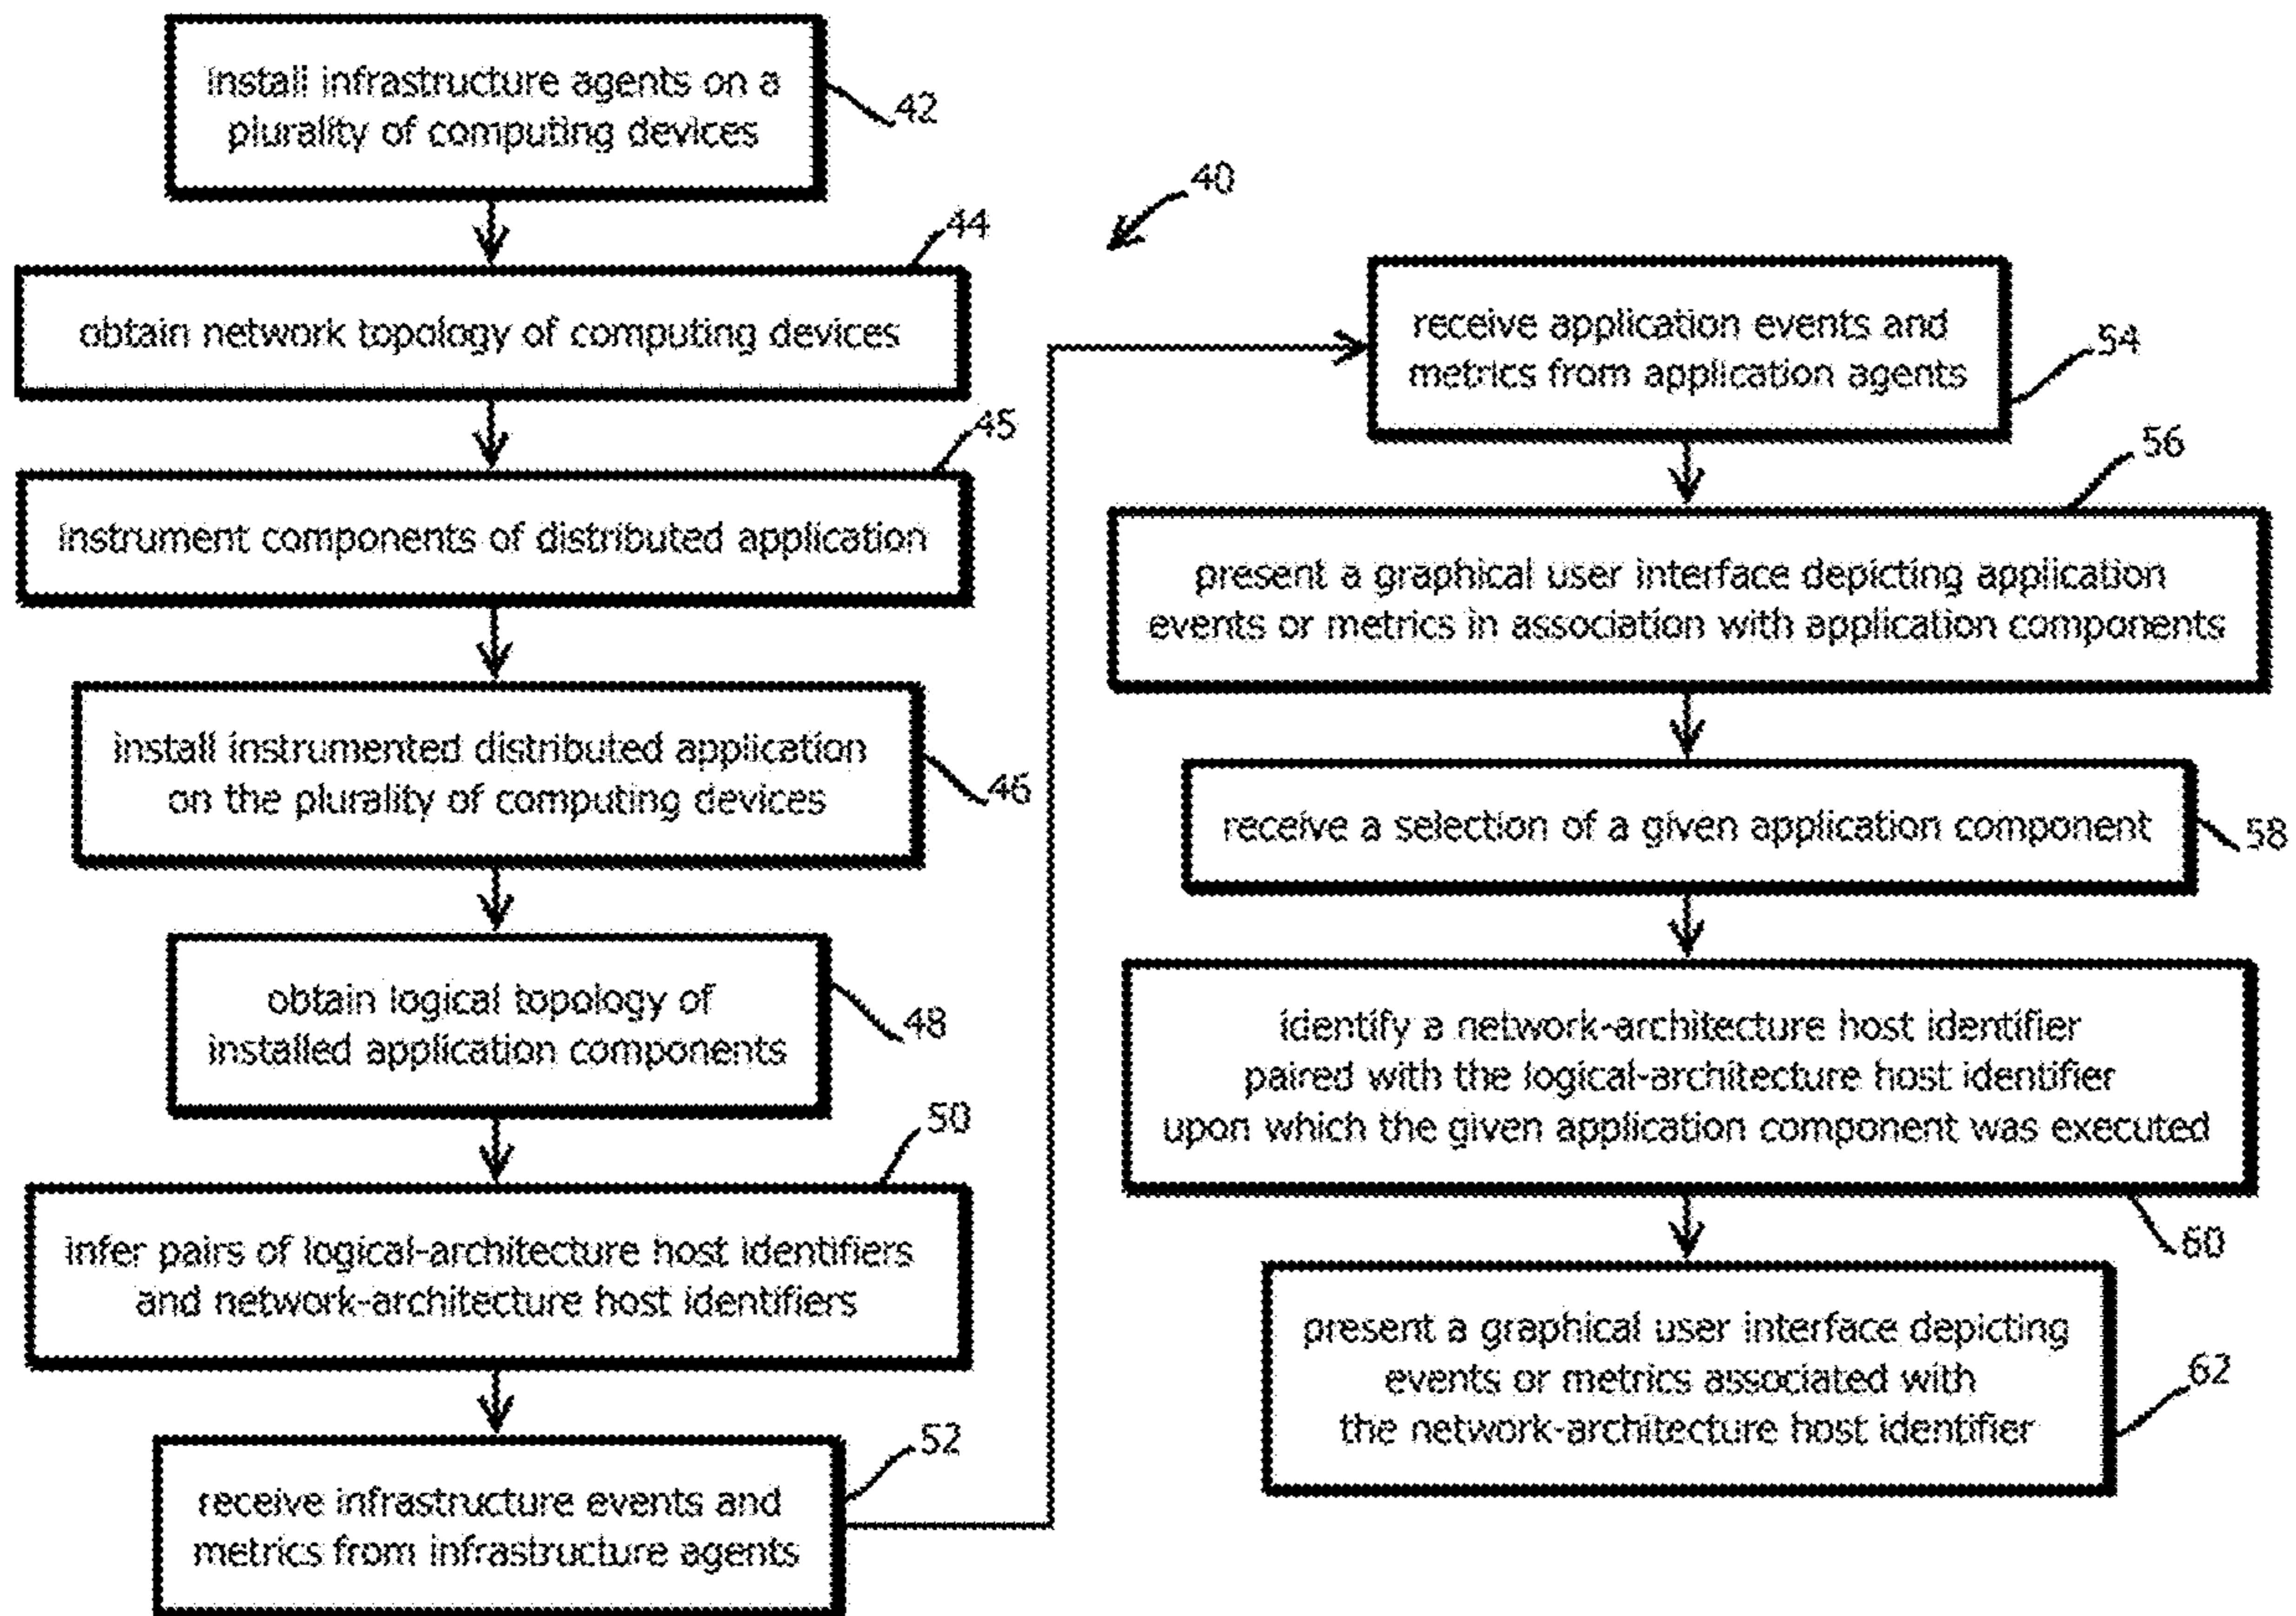 install infrastructure agents on a
plurality of computing devices
42
44
obtain network topology of computing devices
45
instrument components of distributed application
install instrumented distributed application
on the plurality of computing devices
46
obtain logical topology of
installed application components
48
50
infer pairs of logical-architecture host identifiers
and network-architecture host identifiers
52
receive infrastructure events and
metrics from infrastructure agents
40
receive application events and
metrics from application agents
54
56
present a graphical user interface depicting application
events or metrics in association with application components
receive a selection of a given application component
58
identify a network-architecture host identifier
paired with the logical-architecture host identifier
upon which the given application component was executed
60
present a graphical user interface depicting
events or metrics associated with
the network-architecture host identifier
62